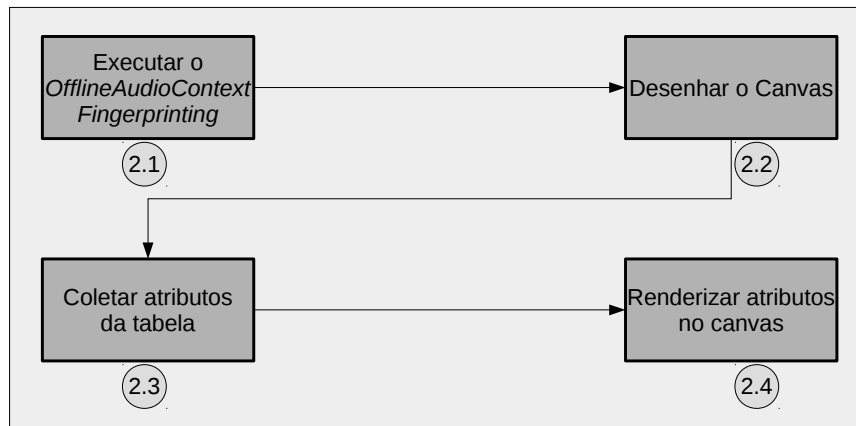 Executar o
OfflineAudioContext
Fingerprinting
2.1
Desenhar o Canvas
2.2
Coletar atributos
da tabela
2.3
Renderizar atributos
no canvas
2.4